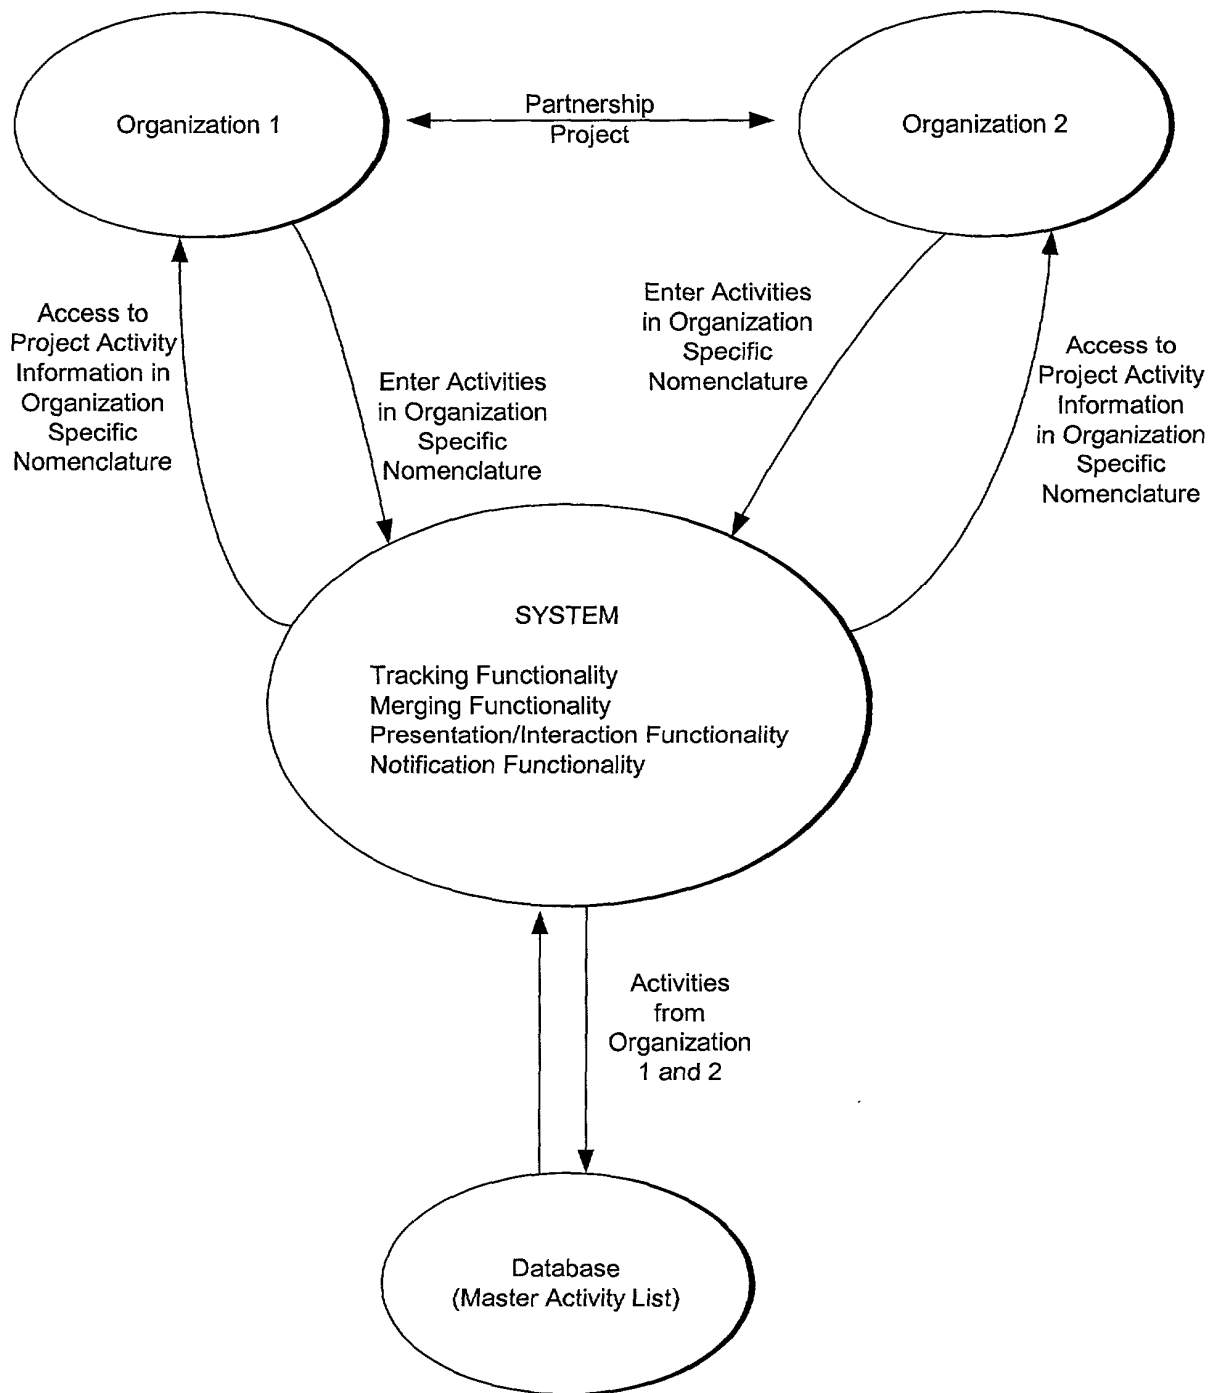 Organization 1
Partnership
Project
Organization 2
Access to
Project Activity
Information in
Organization
Specific
Nomenclature
Enter Activities
in Organization
Specific
Nomenclature
Enter Activities
in Organization
Specific
Nomenclature
Access to
Project Activity
Information
in Organization
Specific
Nomenclature
SYSTEM
Tracking Functionality
Merging Functionality
Presentation/Interaction Functionality
Notification Functionality
Activities
from
Organization
1 and 2
Database
(Master Activity List)